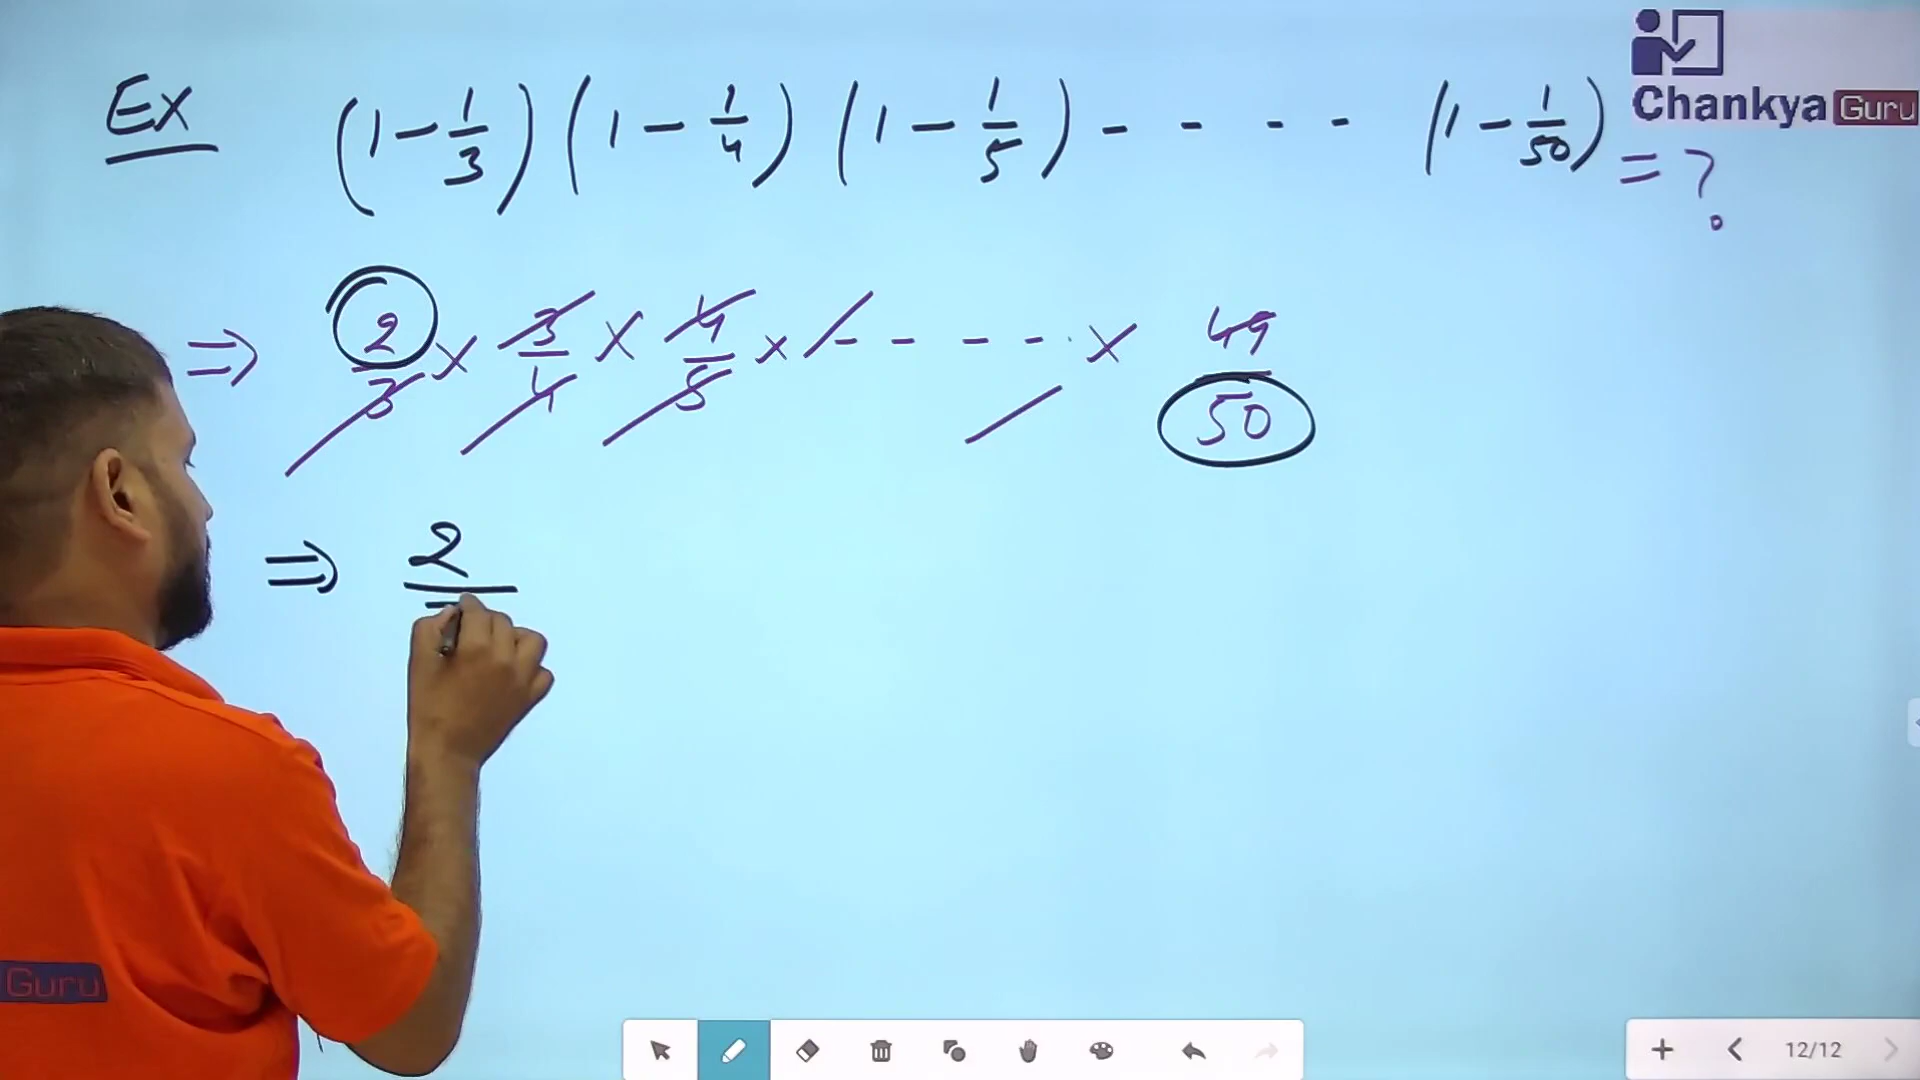 Chankya Guru
Ex (1 - 1/3) (1 - 1/4) (1 - 1/5) - - - - (1 - 1/50) = ?
⇒ 2/3 × 3/4 × 4/5 × - - - - × 49/50
⇒ 2
Guru
12/12